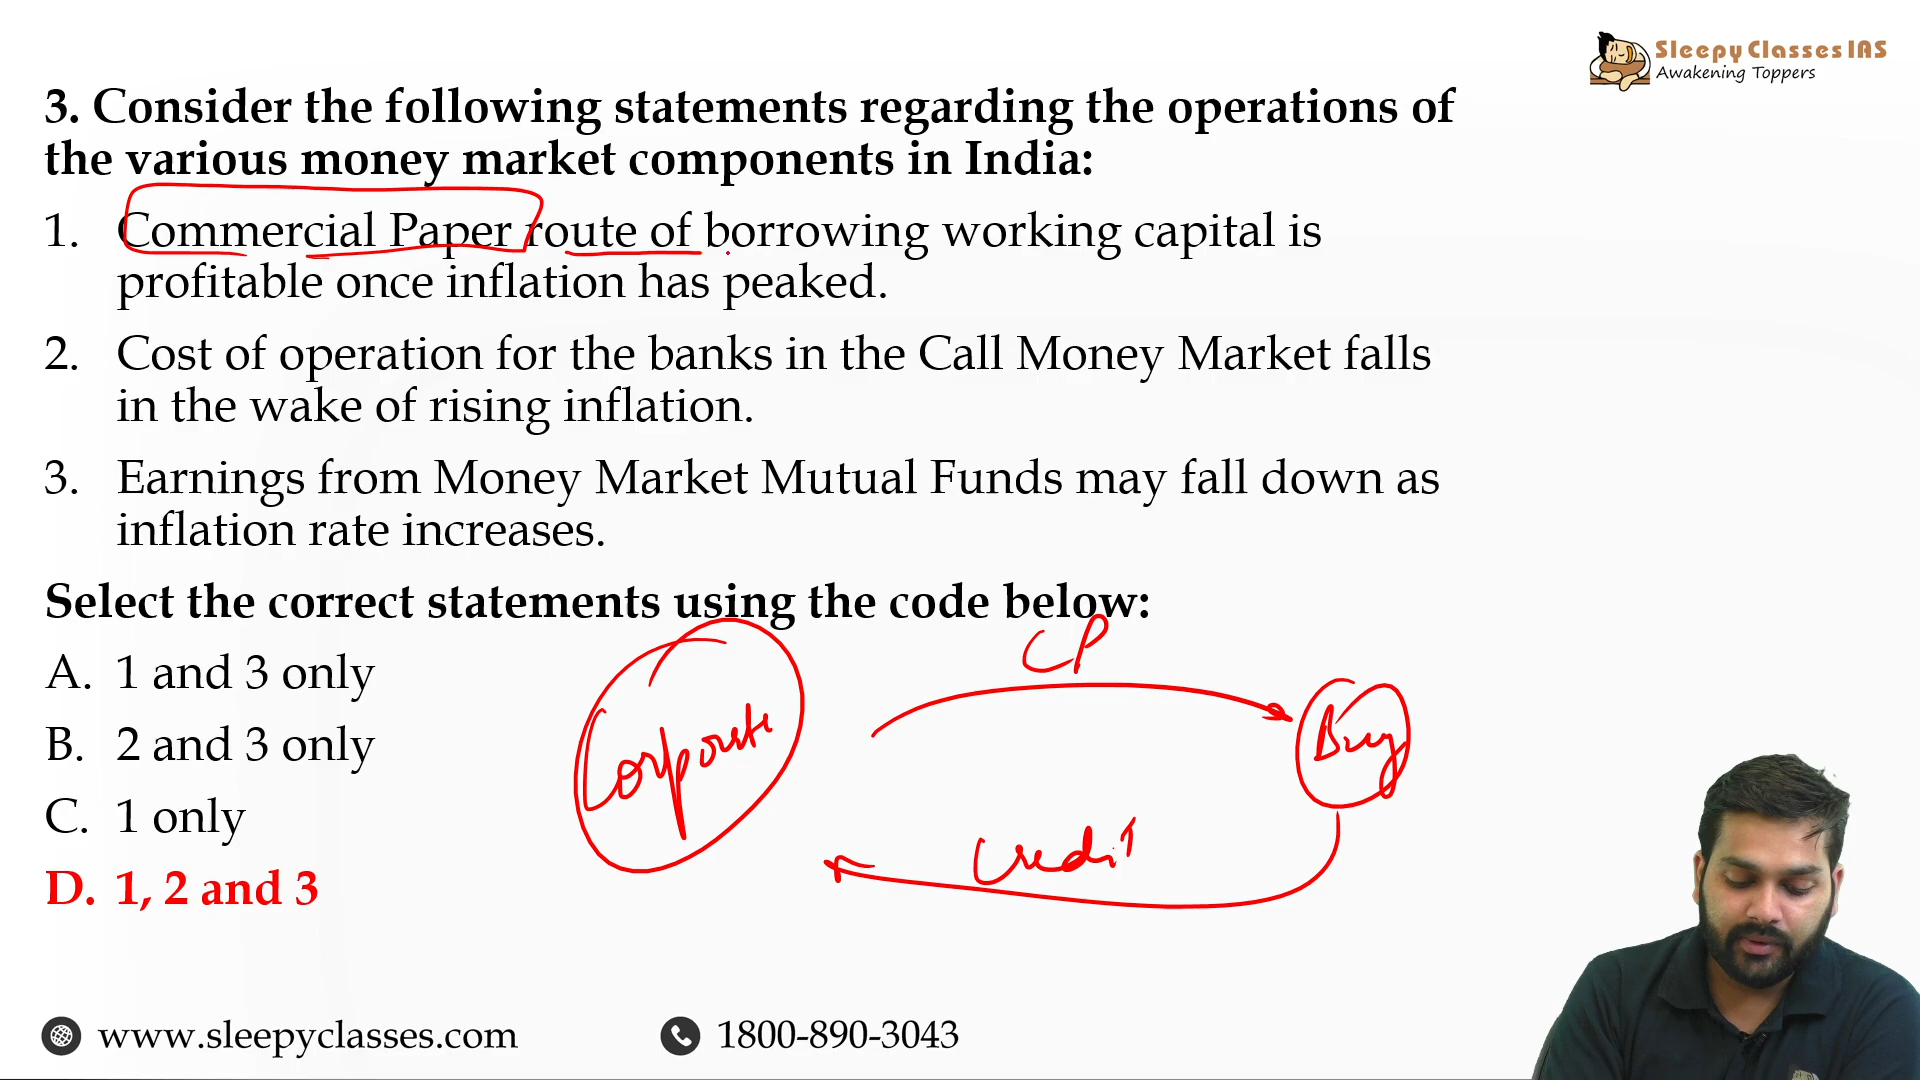 Sleepy Classes IAS
Awakening Toppers
3. Consider the following statements regarding the operations of
the various money market components in India:
1. Commercial Paper route of borrowing working capital is
profitable once inflation has peaked.
2. Cost of operation for the banks in the Call Money Market falls
in the wake of rising inflation.
3. Earnings from Money Market Mutual Funds may fall down as
inflation rate increases.
Select the correct statements using the code below:
A. 1 and 3 only
B. 2 and 3 only
C. 1 only
D. 1, 2 and 3
CP
Corporate
Buy
Credit
www.sleepyclasses.com
1800-890-3043